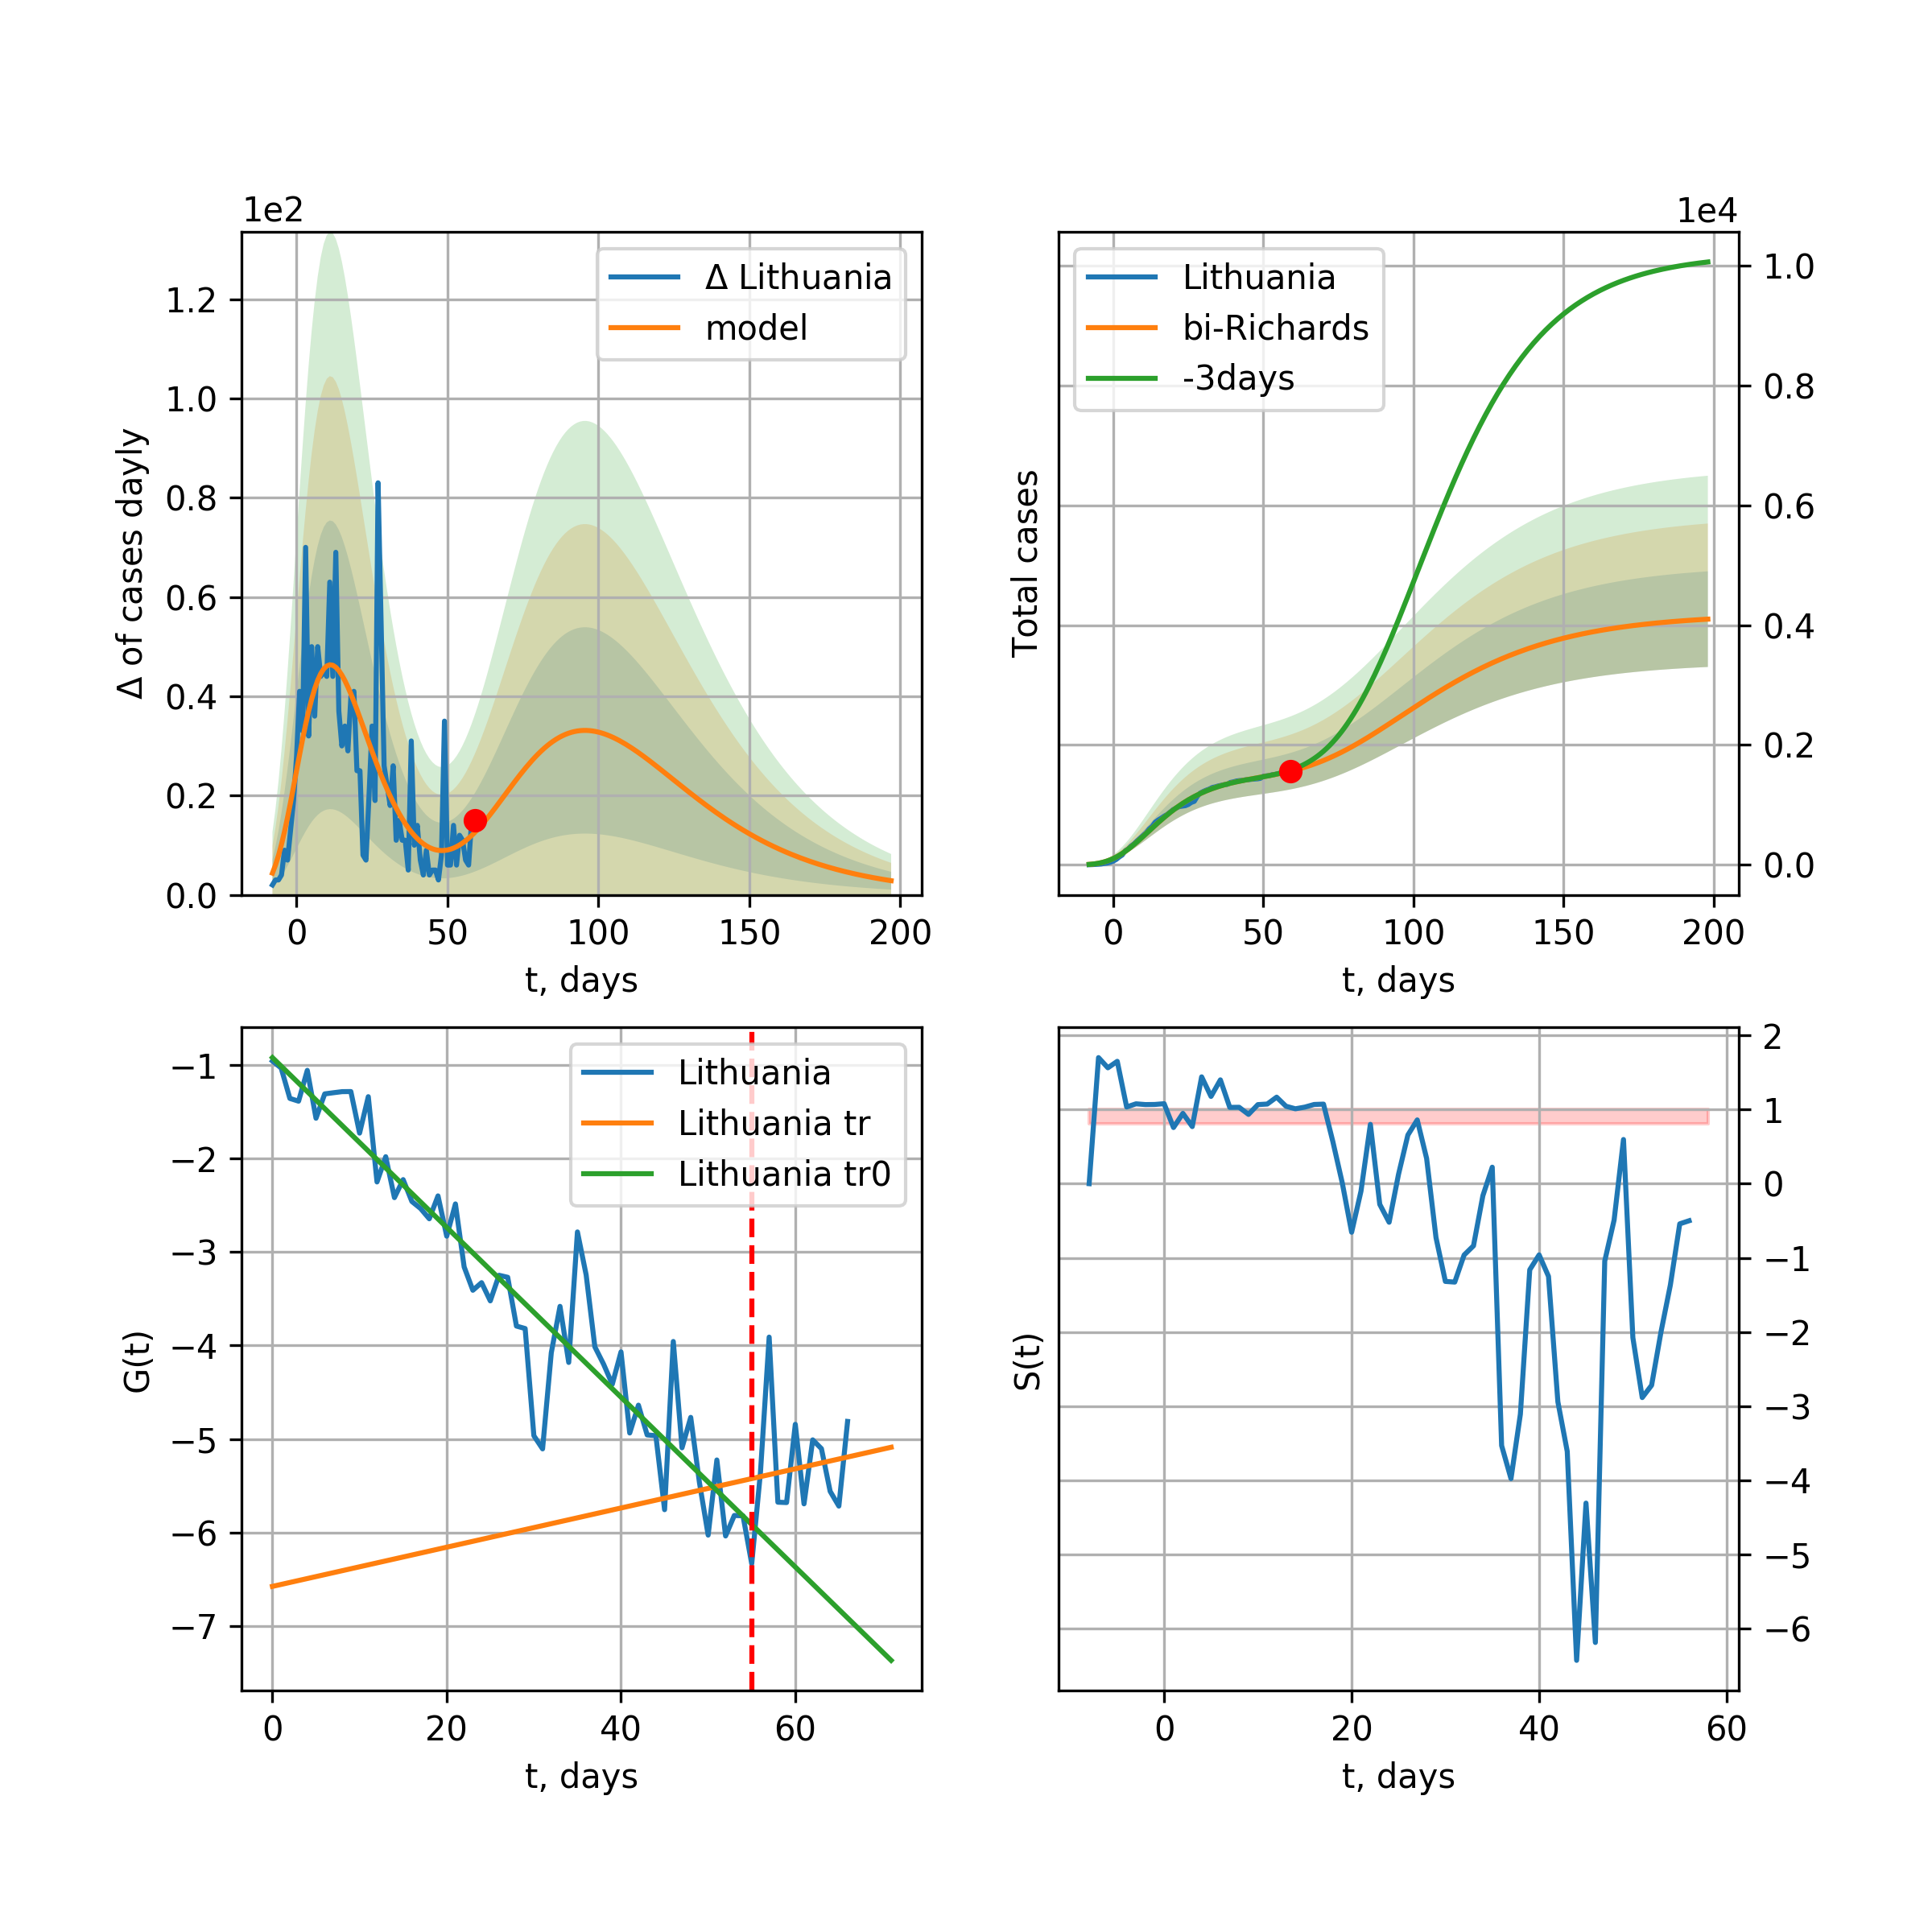 1e2
Δ Lithuania
model
1.2
1.0
0.8
0.6
0.4
0.2
0.0
Δ of cases dayly
0 50 100 150 200
t, days
1e4
Lithuania
bi-Richards
-3days
1.0
0.8
0.6
0.4
0.2
0.0
Total cases
0 50 100 150 200
t, days
Lithuania
Lithuania tr
Lithuania tr0
−1
−2
−3
−4
−5
−6
−7
G(t)
0 20 40 60
t, days
2
1
0
−1
−2
−3
−4
−5
−6
S(t)
0 20 40 60
t, days